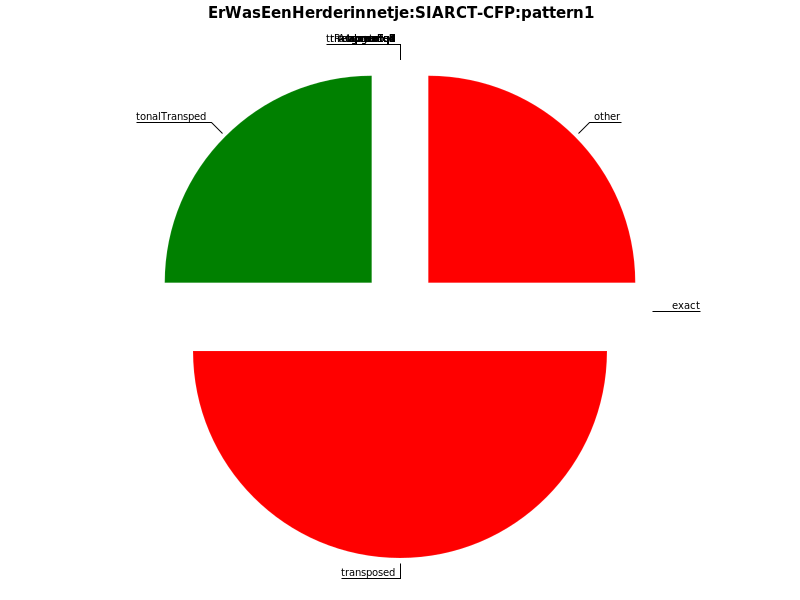 ErWasEenHerderinnetje:SIARCT-CFP:pattern1
tonalTransped
other
exact
transposed